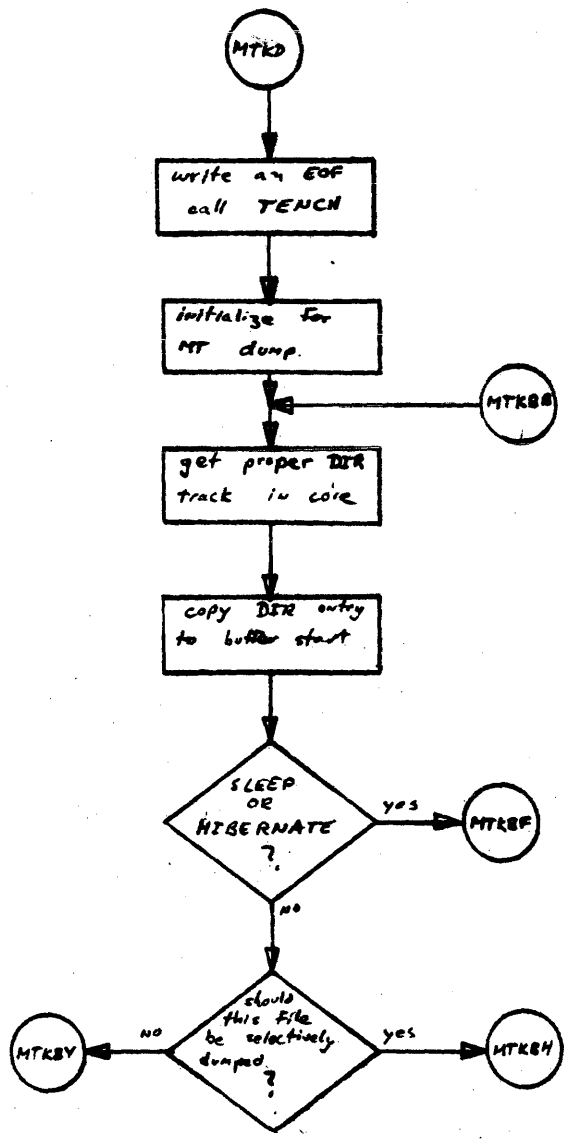 MTKD
write an EOF
call TENCH
initialize for
MT dump.
MTKBB
get proper DIR
track in core
copy DIR entry
to buffer start
SLEEP
OR
HIBERNATE
?
yes
MTKBF
NO
should
this file
be selectively
dumped
?
NO
yes
MTKBY
MTKBH